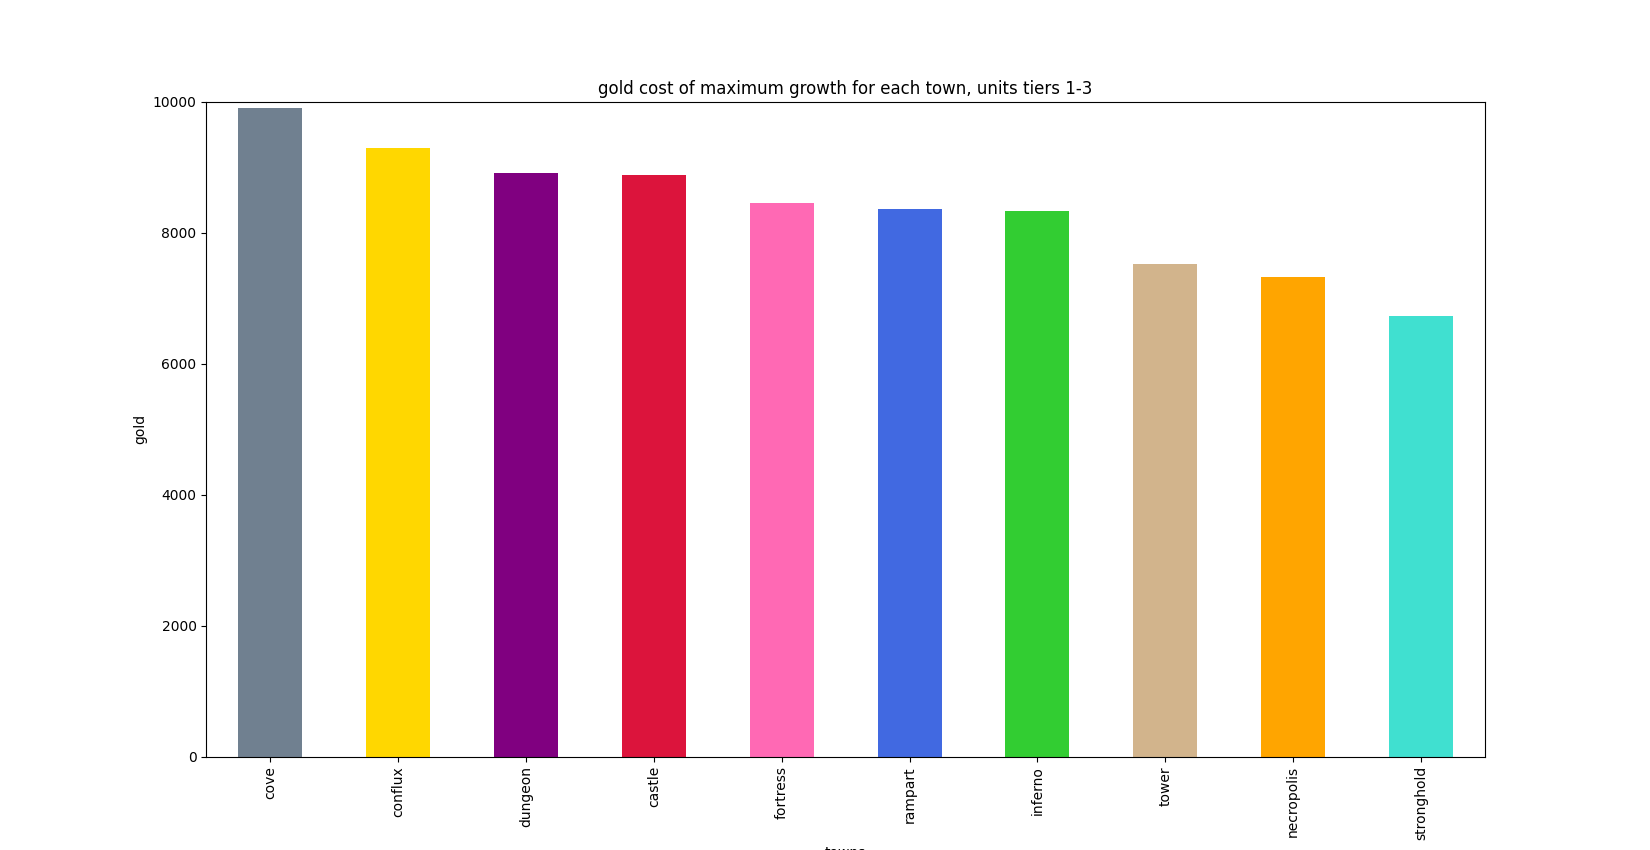 gold cost of maximum growth for each town, units tiers 1-3
10000
8000
6000
4000
2000
0
gold
cove
conflux
dungeon
castle
fortress
rampart
inferno
tower
necropolis
stronghold
towns